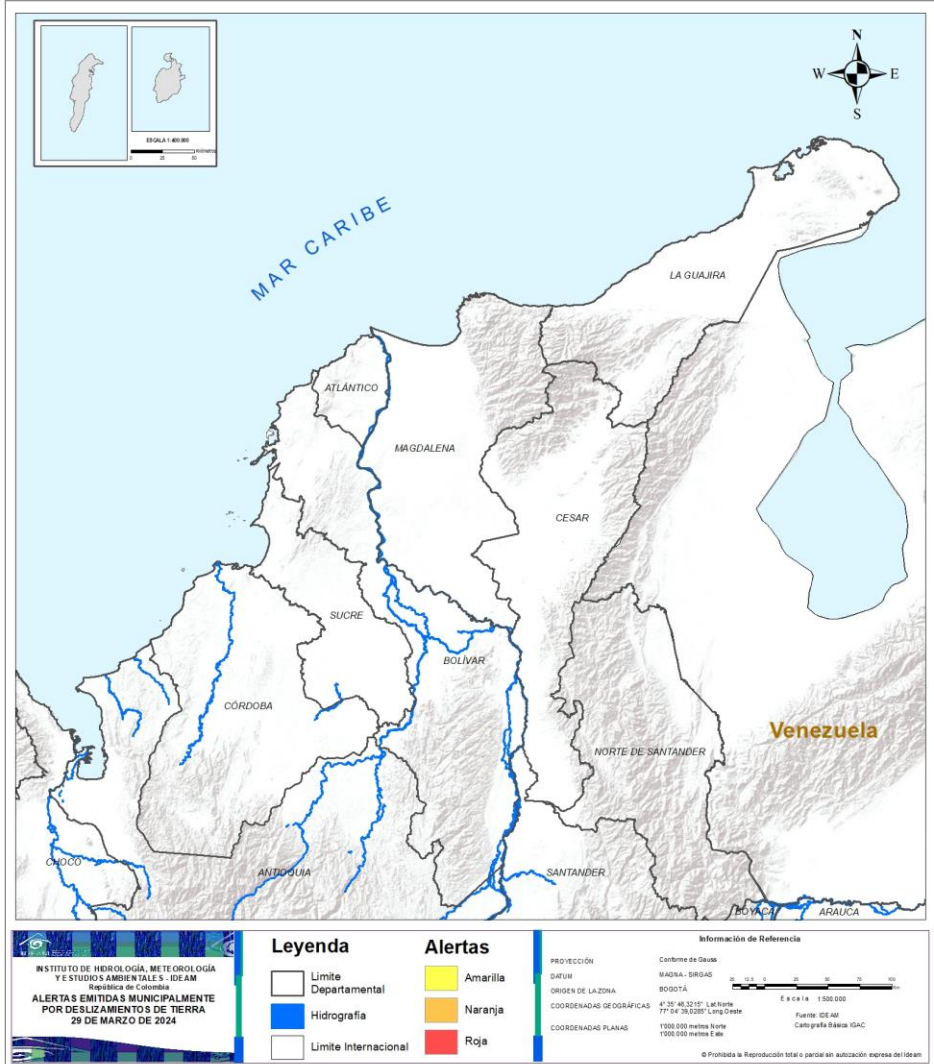 N
W
E
S
ESCALA 1:400.000
0 25 50
MAR CARIBE
LA GUAJIRA
ATLÁNTICO
MAGDALENA
CESAR
SUCRE
BOLÍVAR
CÓRDOBA
Venezuela
NORTE DE SANTANDER
CHOCÓ
ANTIOQUIA
SANTANDER
BOYACÁ
ARAUCA
INSTITUTO DE HIDROLOGÍA, METEOROLOGÍA
Y ESTUDIOS AMBIENTALES - IDEAM
República de Colombia
ALERTAS EMITIDAS MUNICIPALMENTE
POR DESLIZAMIENTOS DE TIERRA
29 DE MARZO DE 2024
Leyenda
Limite
Departamental
Hidrografía
Limite Internacional
Alertas
Amarilla
Naranja
Roja
Información de Referencia
PROYECCIÓN Conforme de Gauss
DATUM MAGNA - SIRGAS
ORIGEN DE LA ZONA BOGOTÁ
COORDENADAS GEOGRÁFICAS 4° 35' 46,3215" Lat.Norte
77° 04' 39,0285" Long.Oeste
COORDENADAS PLANAS 1'000.000 metros Norte
1'000.000 metros Este
Escala 1:500.000
Fuente: IDEAM
Cartografía Básica IGAC
© Prohibida la Reproducción total o parcial sin autorización expresa del Ideam